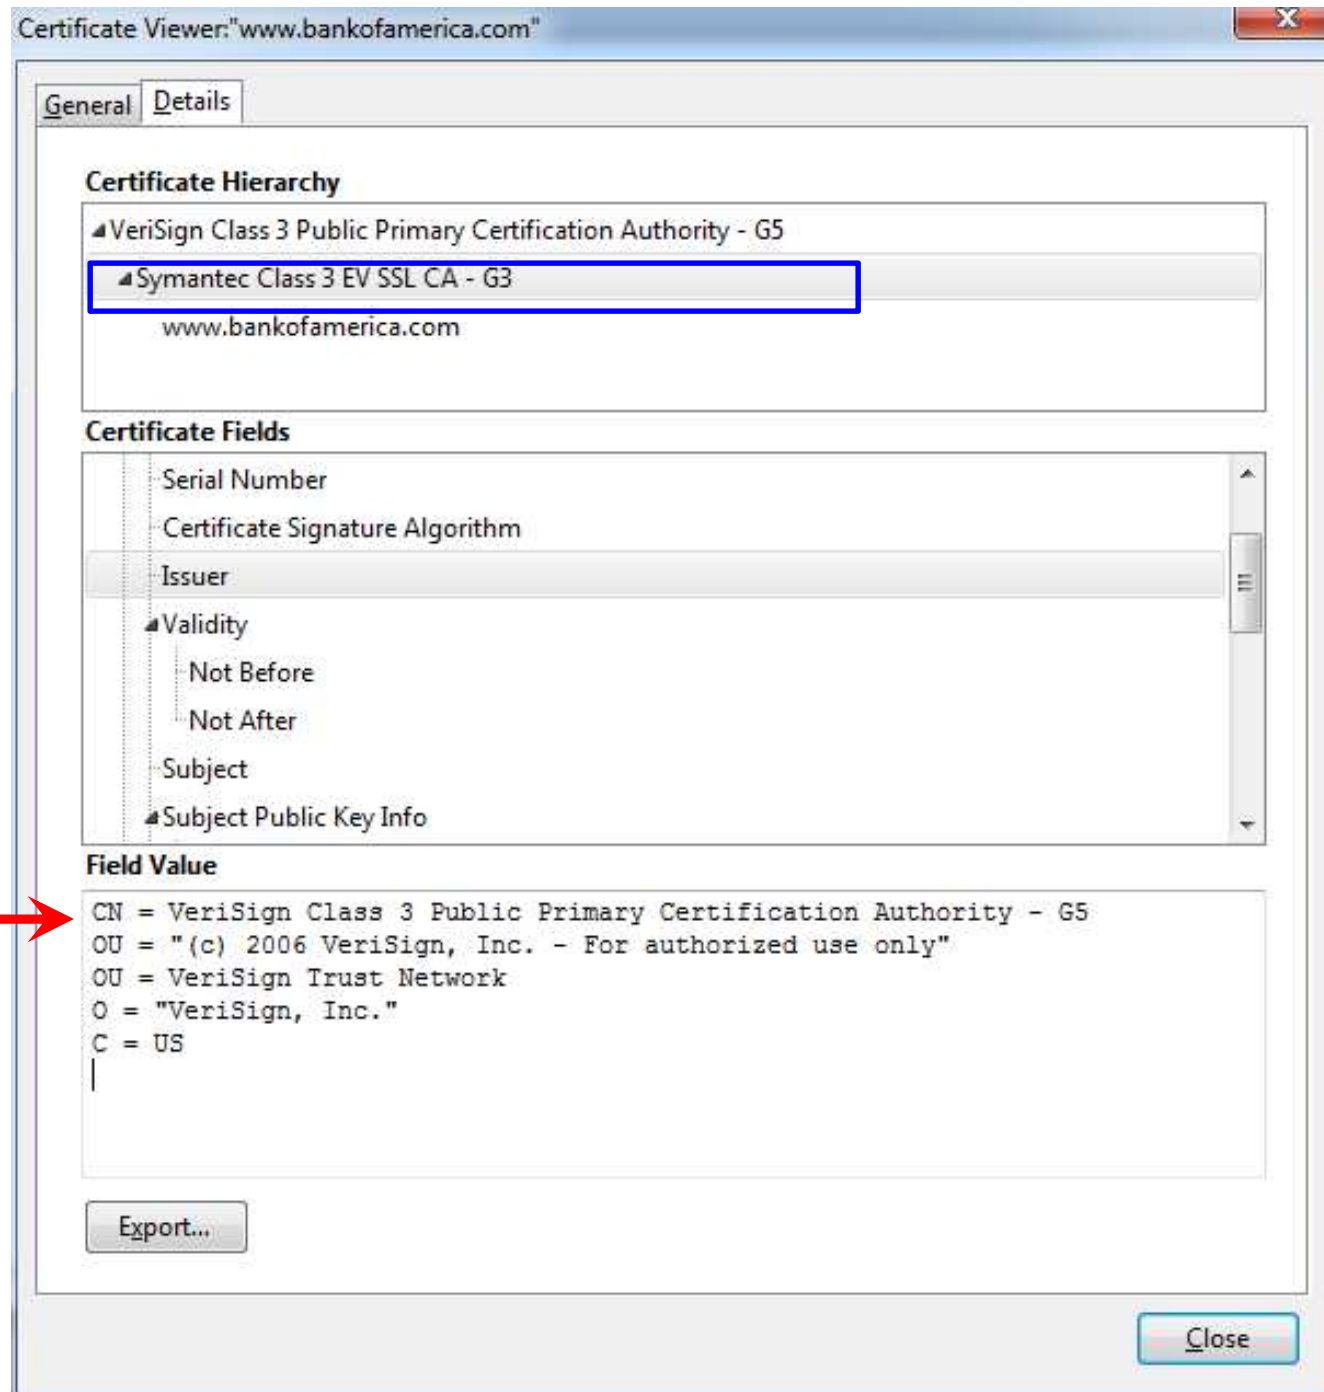 Certificate Viewer:"www.bankofamerica.com"
X
General Details
Certificate Hierarchy
VeriSign Class 3 Public Primary Certification Authority - G5
Symantec Class 3 EV SSL CA - G3
www.bankofamerica.com
Certificate Fields
Serial Number
Certificate Signature Algorithm
Issuer
Validity
Not Before
Not After
Subject
Subject Public Key Info
Field Value
CN = VeriSign Class 3 Public Primary Certification Authority - G5
OU = "(c) 2006 VeriSign, Inc. - For authorized use only"
OU = VeriSign Trust Network
O = "VeriSign, Inc."
C = US
Export...
Close